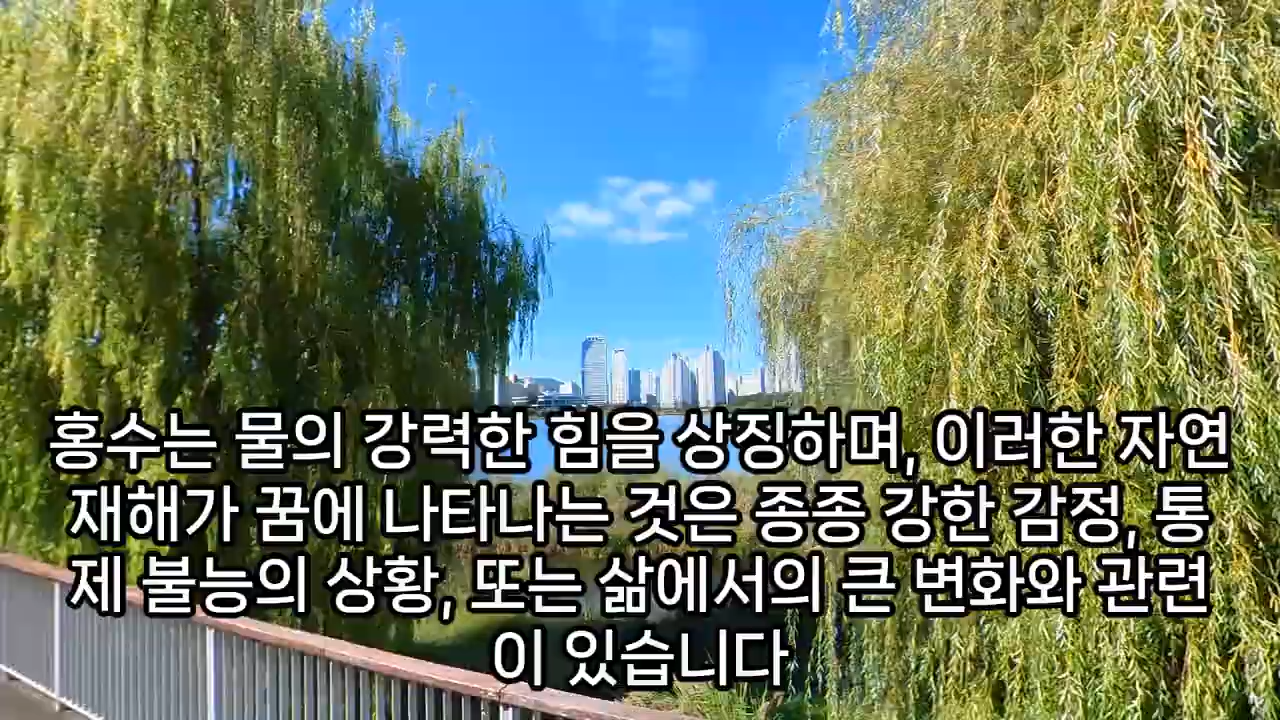 홍수는 물의 강력한 힘을 상징하며, 이러한 자연
재해가 꿈에 나타나는 것은 종종 강한 감정, 통
제 불능의 상황, 또는 삶에서의 큰 변화와 관련
이 있습니다